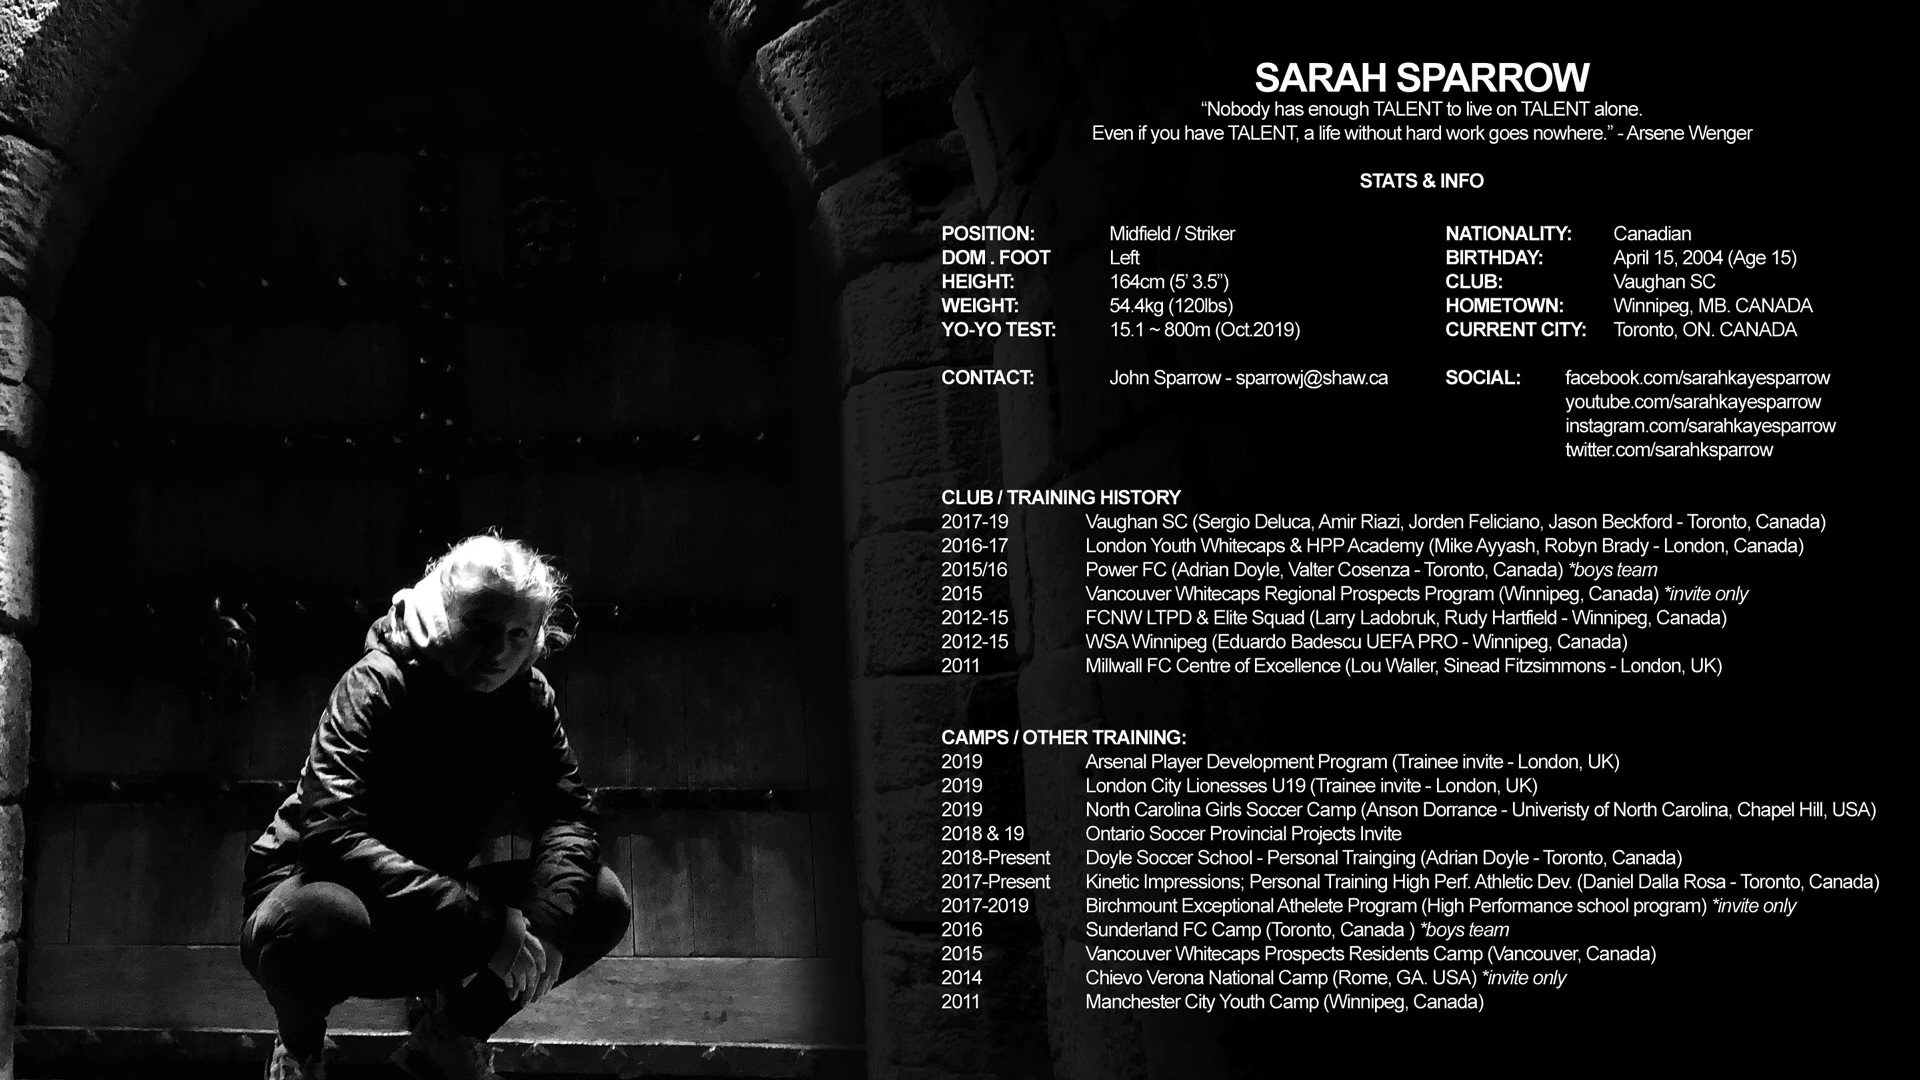 SARAH SPARROW
“Nobody has enough TALENT to live on TALENT alone.
Even if you have TALENT, a life without hard work goes nowhere.” - Arsene Wenger
STATS & INFO
POSITION: Midfield / Striker
DOM . FOOT Left
HEIGHT: 164cm (5’ 3.5”)
WEIGHT: 54.4kg (120lbs)
YO-YO TEST: 15.1 ~ 800m (Oct.2019)
NATIONALITY: Canadian
BIRTHDAY: April 15, 2004 (Age 15)
CLUB: Vaughan SC
HOMETOWN: Winnipeg, MB. CANADA
CURRENT CITY: Toronto, ON. CANADA
CONTACT: John Sparrow - sparrowj@shaw.ca
SOCIAL: facebook.com/sarahkayesparrow
youtube.com/sarahkayesparrow
instagram.com/sarahkayesparrow
twitter.com/sarahksparrow
CLUB / TRAINING HISTORY
2017-19 Vaughan SC (Sergio Deluca, Amir Riazi, Jorden Feliciano, Jason Beckford - Toronto, Canada)
2016-17 London Youth Whitecaps & HPP Academy (Mike Ayyash, Robyn Brady - London, Canada)
2015/16 Power FC (Adrian Doyle, Valter Cosenza - Toronto, Canada) *boys team
2015 Vancouver Whitecaps Regional Prospects Program (Winnipeg, Canada) *invite only
2012-15 FCNW LTPD & Elite Squad (Larry Ladobruk, Rudy Hartfield - Winnipeg, Canada)
2012-15 WSA Winnipeg (Eduardo Badescu UEFA PRO - Winnipeg, Canada)
2011 Millwall FC Centre of Excellence (Lou Waller, Sinead Fitzsimmons - London, UK)
CAMPS / OTHER TRAINING:
2019 Arsenal Player Development Program (Trainee invite - London, UK)
2019 London City Lionesses U19 (Trainee invite - London, UK)
2019 North Carolina Girls Soccer Camp (Anson Dorrance - Univeristy of North Carolina, Chapel Hill, USA)
2018 & 19 Ontario Soccer Provincial Projects Invite
2018-Present Doyle Soccer School - Personal Trainging (Adrian Doyle - Toronto, Canada)
2017-Present Kinetic Impressions; Personal Training High Perf. Athletic Dev. (Daniel Dalla Rosa - Toronto, Canada)
2017-2019 Birchmount Exceptional Athelete Program (High Performance school program) *invite only
2016 Sunderland FC Camp (Toronto, Canada ) *boys team
2015 Vancouver Whitecaps Prospects Residents Camp (Vancouver, Canada)
2014 Chievo Verona National Camp (Rome, GA. USA) *invite only
2011 Manchester City Youth Camp (Winnipeg, Canada)